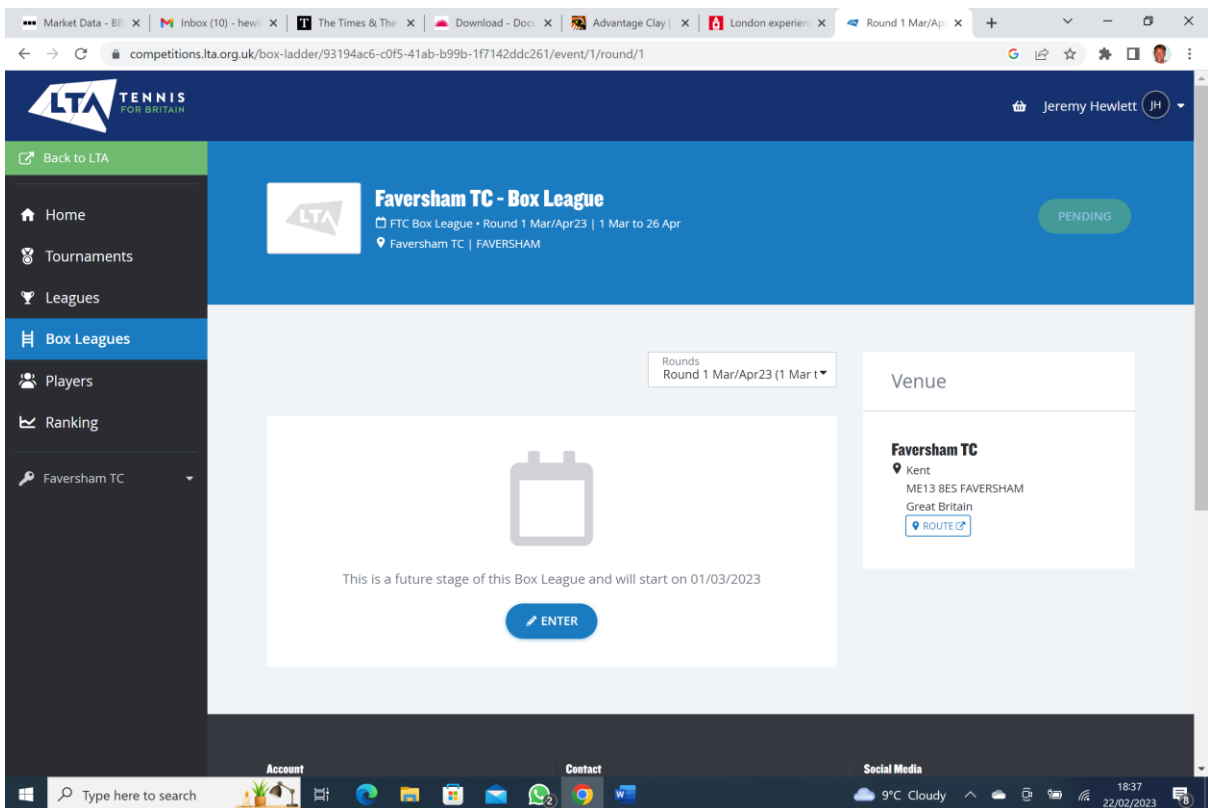 Market Data - BB
Inbox (10) - hewl
The Times & The
Download - Docu
Advantage Clay |
London experien
Round 1 Mar/Ap
competitions.lta.org.uk/box-ladder/93194ac6-c0f5-41ab-b99b-1f7142ddc261/event/1/round/1
LTA TENNIS
FOR BRITAIN
Jeremy Hewlett JH
Back to LTA
Home
Tournaments
Leagues
Box Leagues
Players
Ranking
Faversham TC
LTA
Faversham TC - Box League
FTC Box League • Round 1 Mar/Apr23 | 1 Mar to 26 Apr
Faversham TC | FAVERSHAM
PENDING
Rounds
Round 1 Mar/Apr23 (1 Mar t
This is a future stage of this Box League and will start on 01/03/2023
ENTER
Venue
Faversham TC
Kent
ME13 8ES FAVERSHAM
Great Britain
ROUTE
Account
Contact
Social Media
Type here to search
2
W
9°C Cloudy
18:37
22/02/2023
8